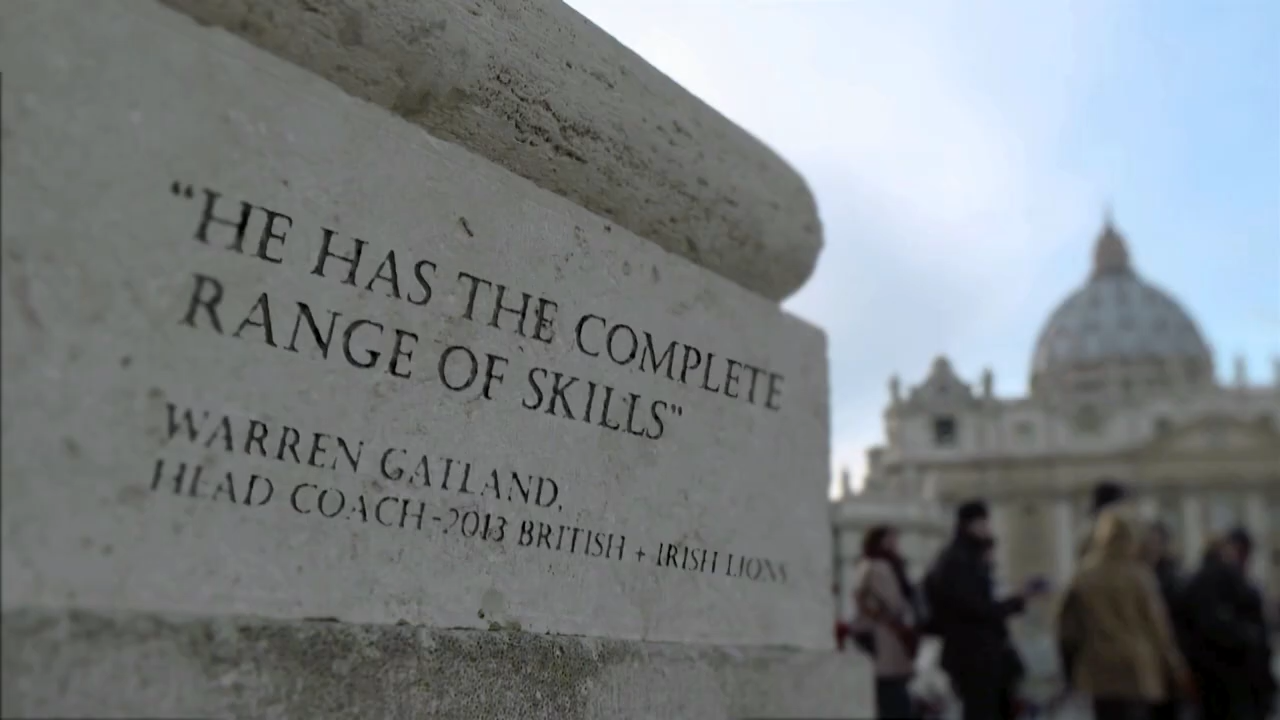 “HE HAS THE COMPLETE
RANGE OF SKILLS”
WARREN GATLAND,
HEAD COACH-2013 BRITISH + IRISH LIONS